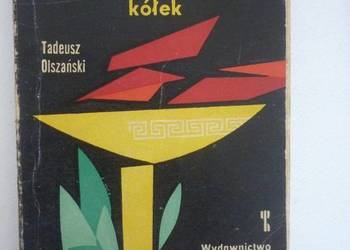 kółek
Tadeusz
Olszański
Wydawnictwo